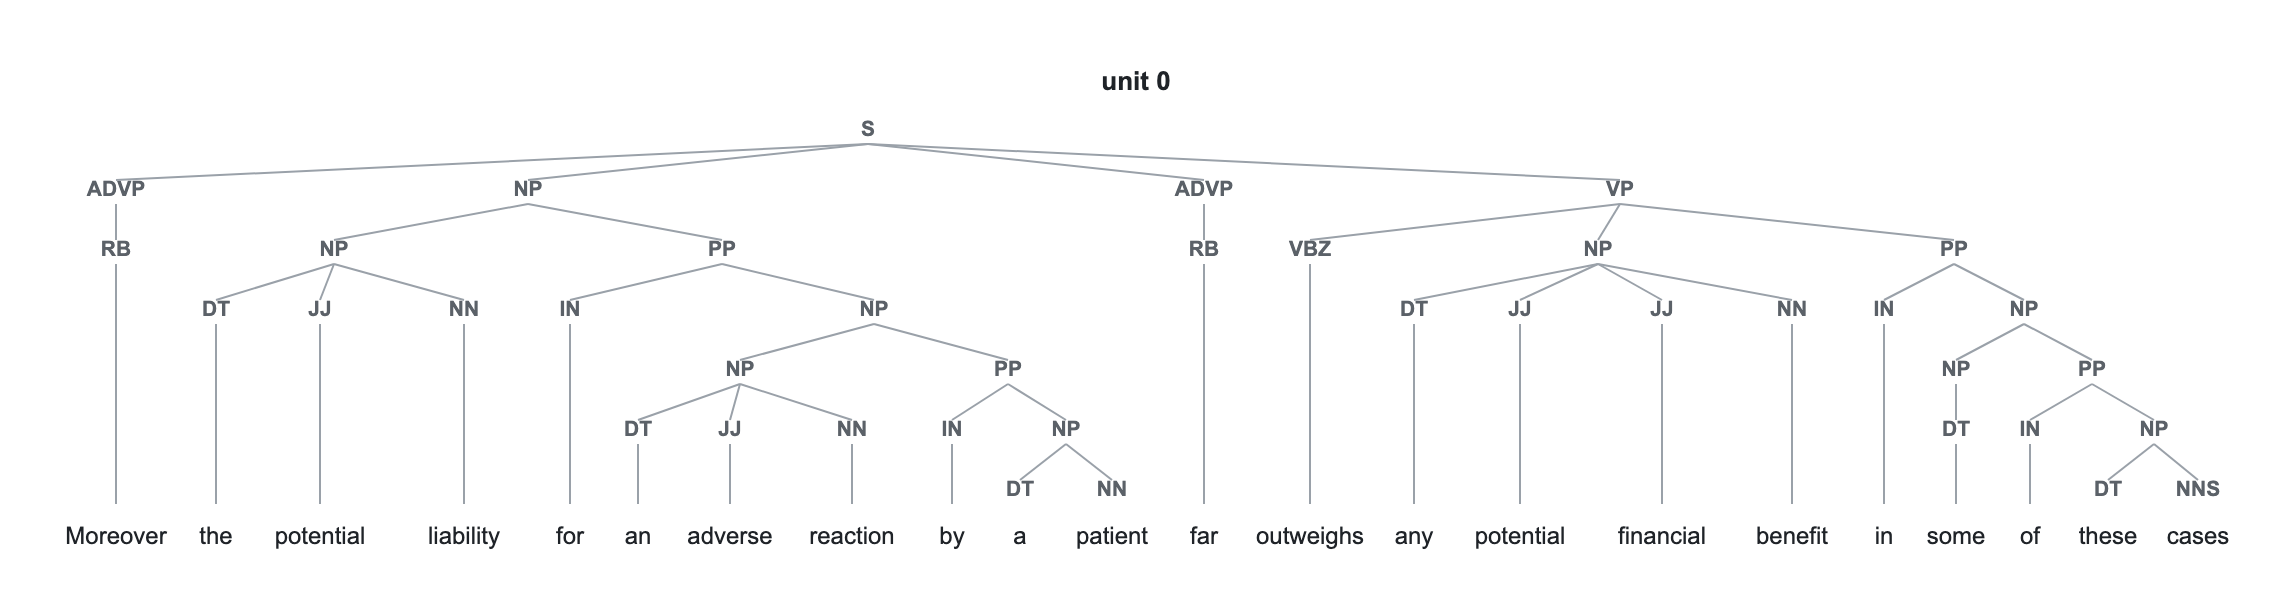 unit 0
S
ADVP NP ADVP VP
RB NP PP RB VBZ NP PP
DT JJ NN IN NP DT JJ JJ NN IN NP
NP PP NP PP
DT JJ NN IN NP DT IN NP
DT NN DT NNS
Moreover the potential liability for an adverse reaction by a patient far outweighs any potential financial benefit in some of these cases